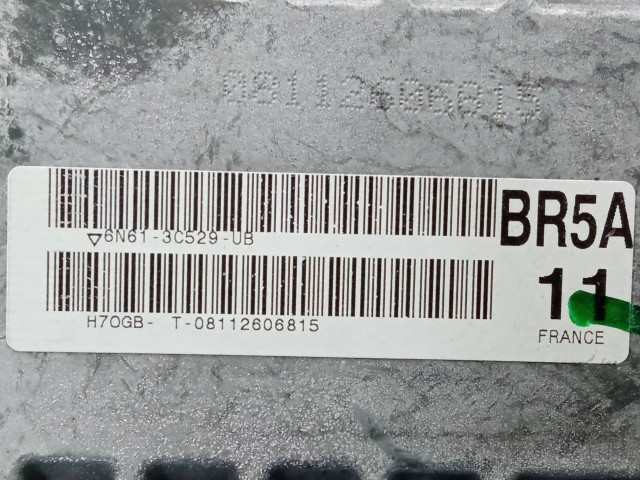 08112606815
▽6N61-3C529-UB
BR5A
H7OGB- T-08112606815
11
FRANCE